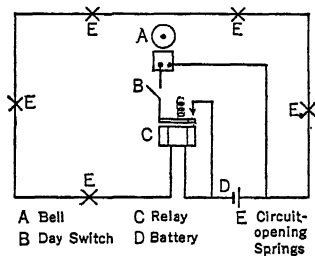 E E
A
B
E E
C
E D
A Bell C Relay E Circuit-
B Day Switch D Battery opening
Springs